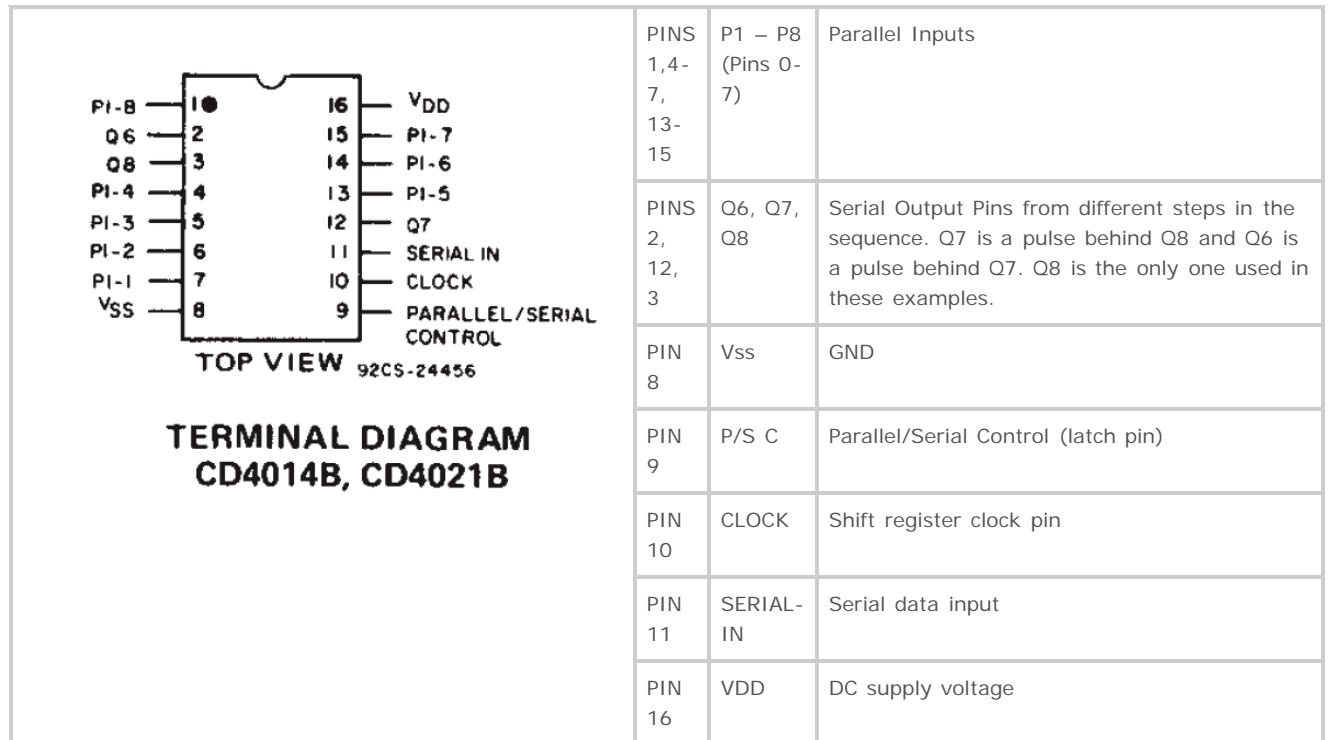 PI-8 1 16 VDD
Q6 2 15 PI-7
Q8 3 14 PI-6
PI-4 4 13 PI-5
PI-3 5 12 Q7
PI-2 6 11 SERIAL IN
PI-1 7 10 CLOCK
VSS 8 9 PARALLEL/SERIAL
CONTROL
TOP VIEW 92CS-24456
TERMINAL DIAGRAM
CD4014B, CD4021B
PINS P1 – P8 Parallel Inputs
1,4- (Pins 0-
7, 7)
13-
15
PINS Q6, Q7, Serial Output Pins from different steps in the
2, Q8 sequence. Q7 is a pulse behind Q8 and Q6 is
12, a pulse behind Q7. Q8 is the only one used in
3 these examples.
PIN Vss GND
8
PIN P/S C Parallel/Serial Control (latch pin)
9
PIN CLOCK Shift register clock pin
10
PIN SERIAL- Serial data input
11 IN
PIN VDD DC supply voltage
16